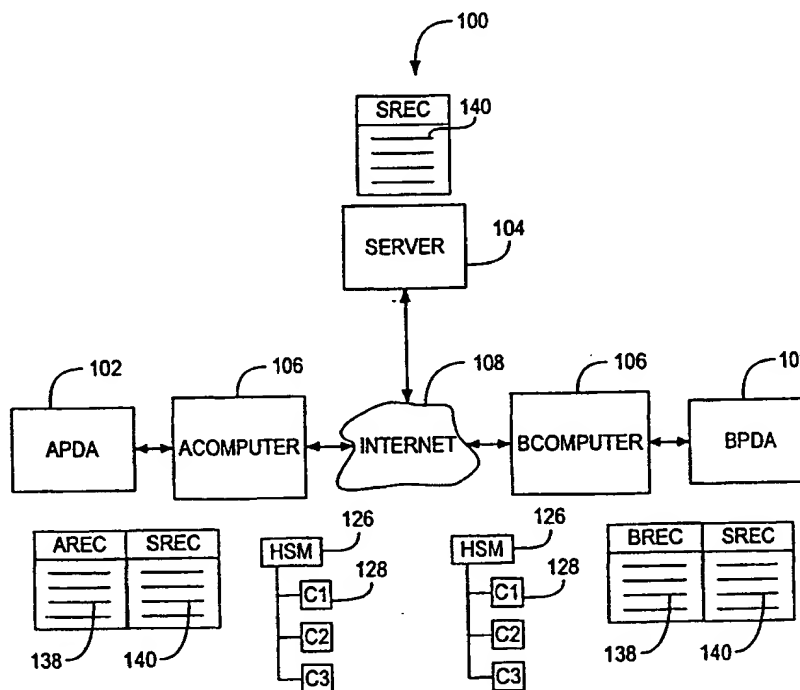 100
SREC
140
SERVER
104
102
106
108
106
10
APDA
ACOMPUTER
INTERNET
BCOMPUTER
BPDA
AREC SREC
HSM
126
HSM
126
BREC SREC
C1
128
C1
128
C2
C2
138
140
C3
C3
138
140